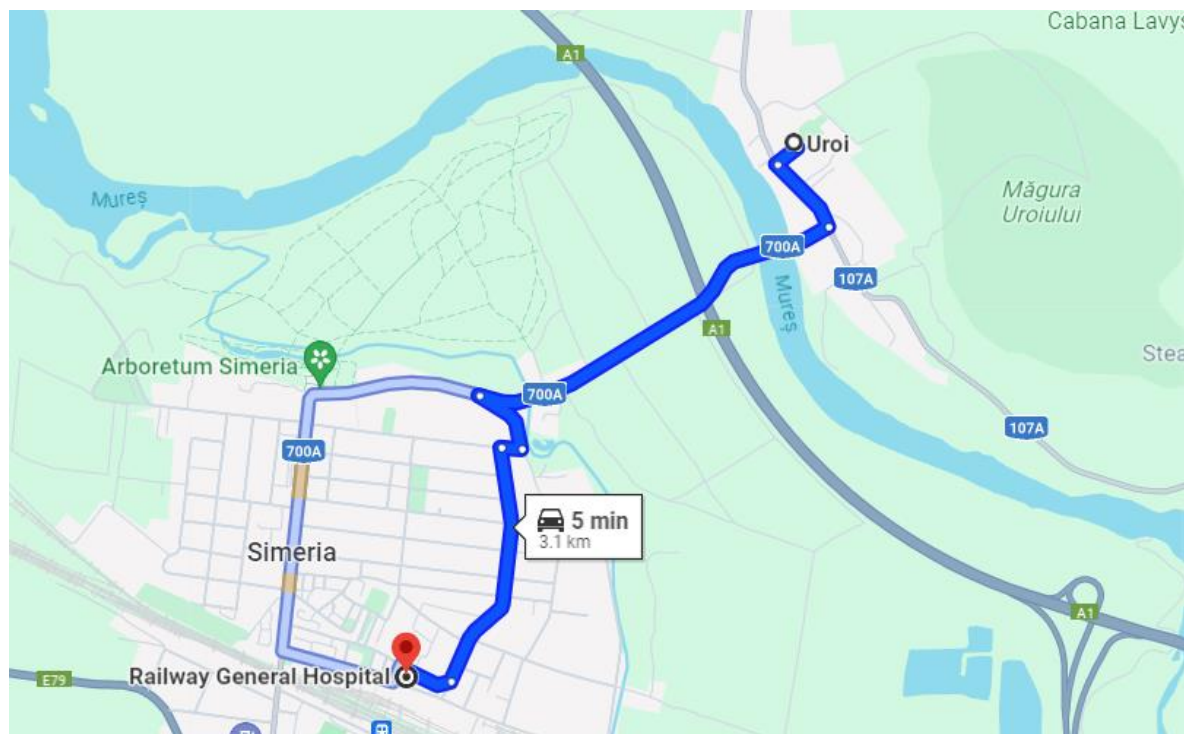 Cabana Lavys
A1
Uroi
Măgura
Uroiului
Mureș
700A
107A
Mureș
A1
Stea
Arboretum Simeria
700A
107A
700A
5 min
3.1 km
Simeria
A1
Railway General Hospital
E79